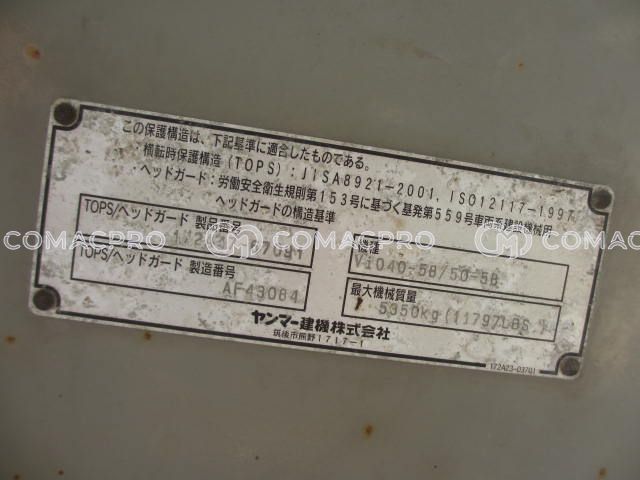 この保護構造は、下記基準に適合したものである。
・横転時保護構造(TOPS):JISA8921-2001, ISO12117-1997
・ヘッドガード:労働安全衛生規則第153号に基づく基発第559号車両系建設機械用
ヘッドガードの構造基準
TOPS/ヘッドガード 製品番号
機種
ViO40-5B/50-5B
TOPS/ヘッドガード 製造番号
AF43084
最大機械質量
5350kg(11797LBS.)
ヤンマー建機株式会社
筑後市熊野1717-1
172A23-03701
COMACPRO COMACPRO COMACPRO